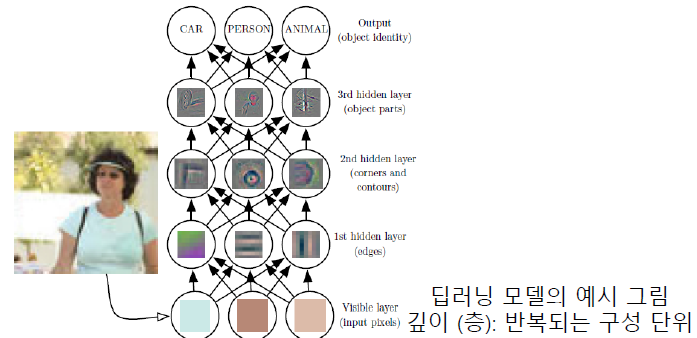 CAR PERSON ANIMAL
Output
(object identity)
3rd hidden layer
(object parts)
2nd hidden layer
(corners and
contours)
1st hidden layer
(edges)
Visible layer
(input pixels)
딥러닝 모델의 예시 그림
깊이 (층): 반복되는 구성 단위